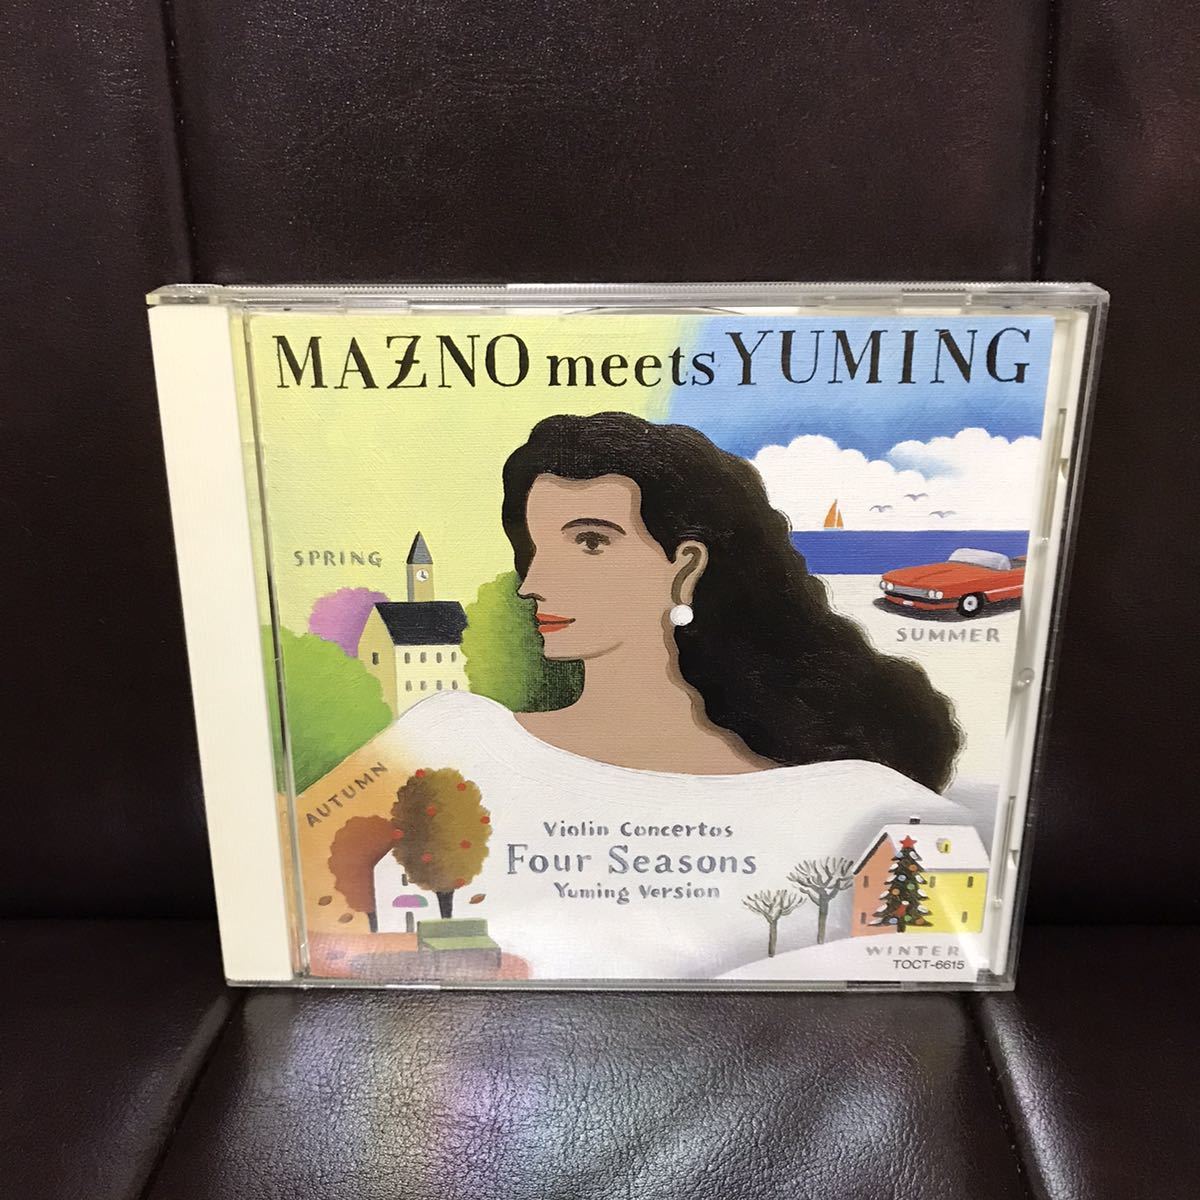 MAZNO meets YUMING
SPRING
SUMMER
AUTUMN
Violin Concertos
Four Seasons
Yuming Version
WINTER
TOCT-6615